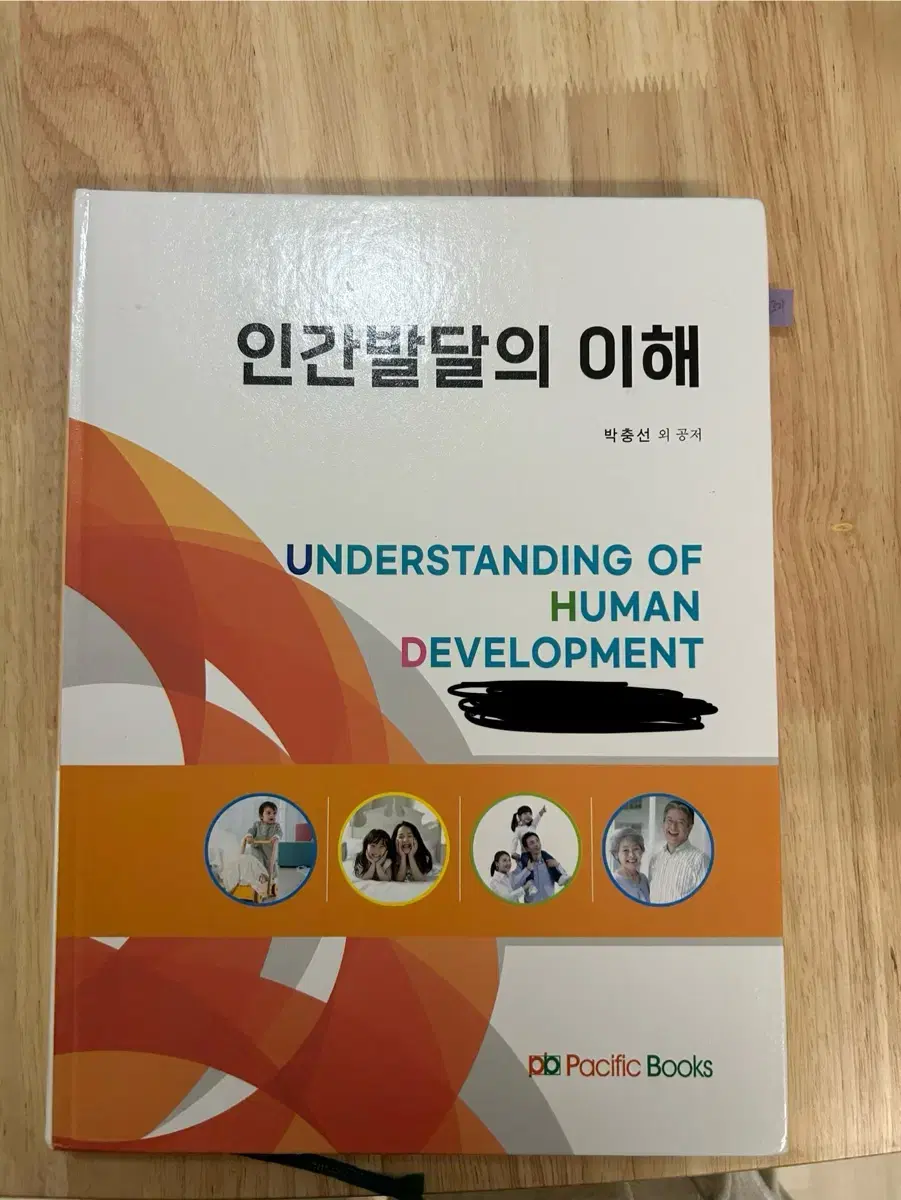 인간발달의 이해
박충선 외 공저
UNDERSTANDING OF
HUMAN
DEVELOPMENT
pb Pacific Books